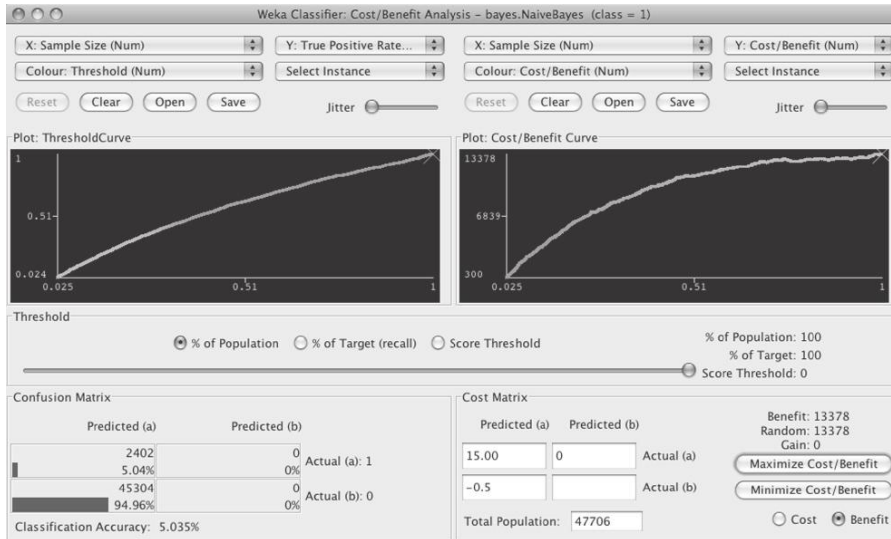 Weka Classifier: Cost/Benefit Analysis - bayes.NaiveBayes (class = 1)
X: Sample Size (Num)
Y: True Positive Rate...
Colour: Threshold (Num)
Select Instance
Reset
Clear
Open
Save
Jitter
X: Sample Size (Num)
Y: Cost/Benefit (Num)
Colour: Cost/Benefit (Num)
Select Instance
Reset
Clear
Open
Save
Jitter
Plot: ThresholdCurve
1
0.51
0.024
0.025
0.51
1
Plot: Cost/Benefit Curve
13378
6839
300
0.025
0.51
1
Threshold
% of Population
% of Target (recall)
Score Threshold
% of Population: 100
% of Target: 100
Score Threshold: 0
Confusion Matrix
Predicted (a)
Predicted (b)
2402
0
5.04%
0%
Actual (a): 1
45304
0
94.96%
0%
Actual (b): 0
Classification Accuracy: 5.035%
Cost Matrix
Predicted (a)
Predicted (b)
15.00
0
Actual (a)
-0.5
Actual (b)
Total Population:
47706
Benefit: 13378
Random: 13378
Gain: 0
Maximize Cost/Benefit
Minimize Cost/Benefit
Cost
Benefit